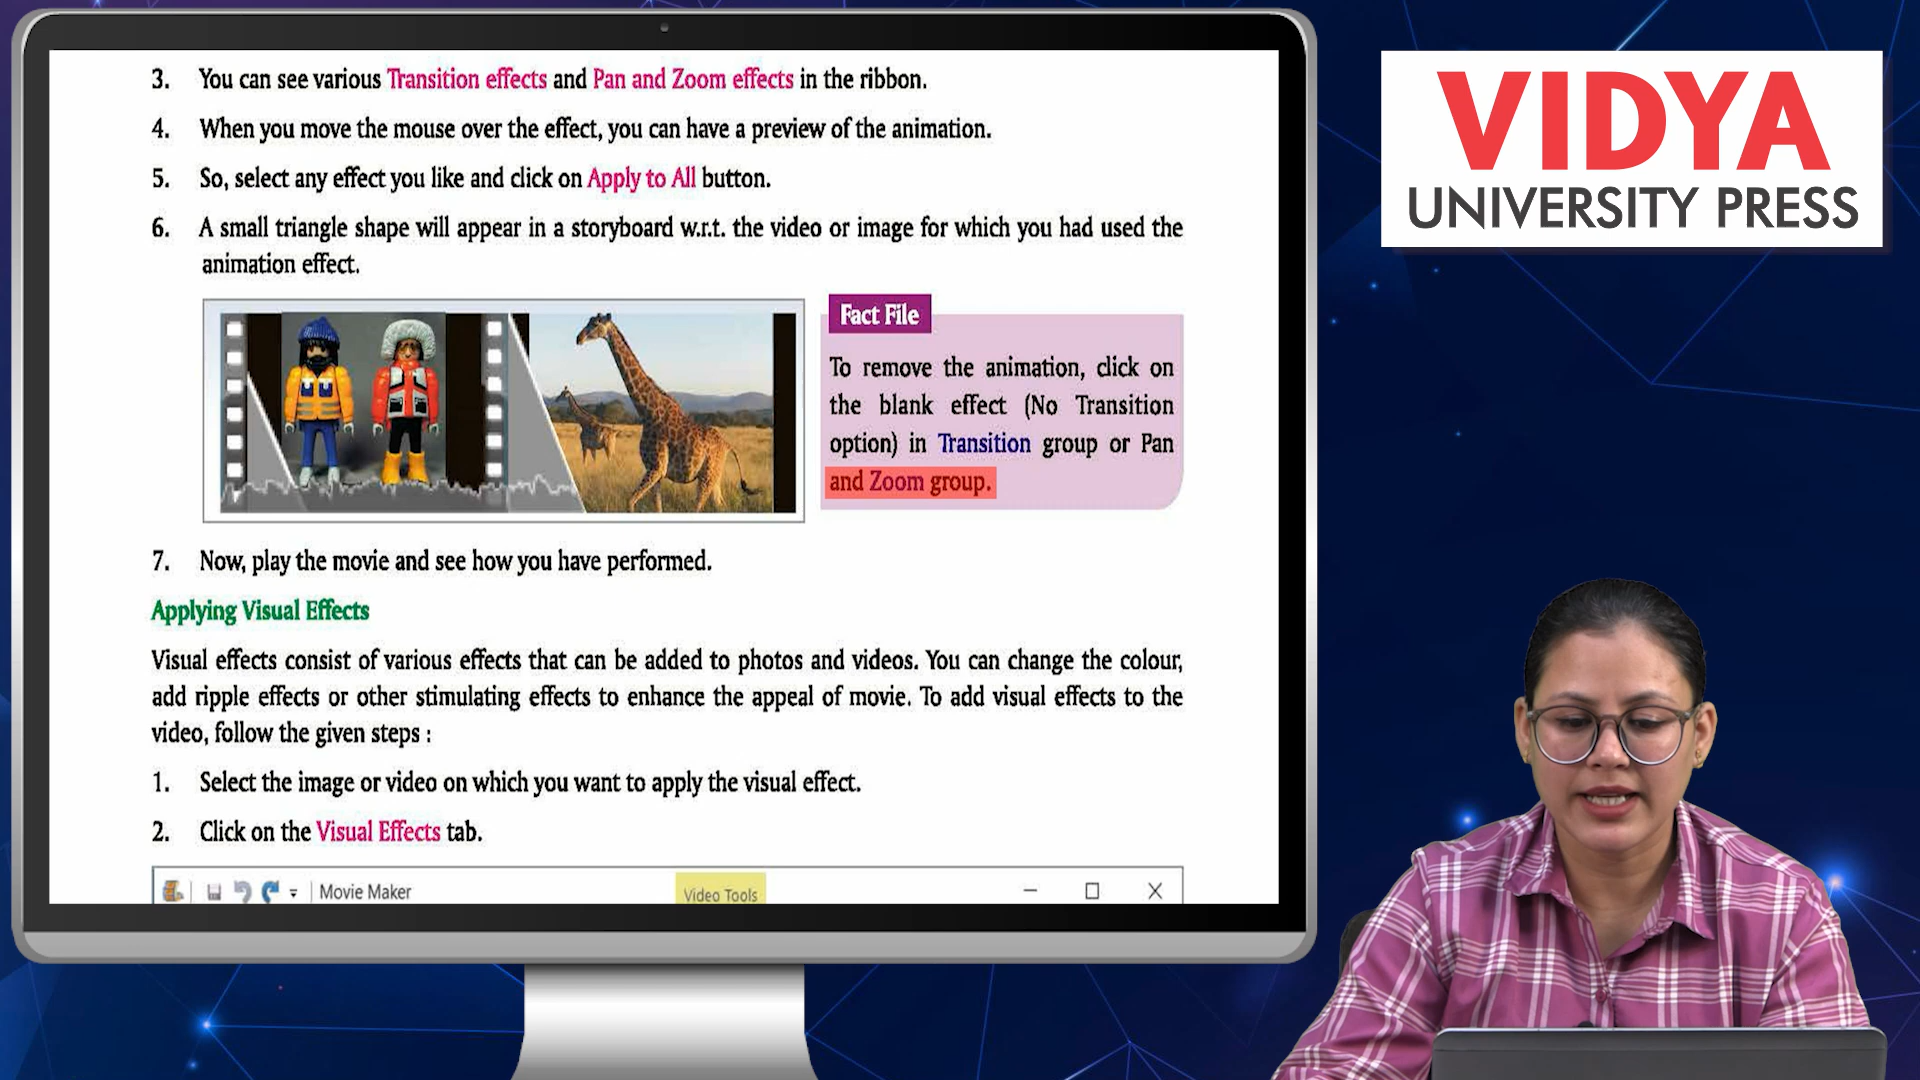 3. You can see various Transition effects and Pan and Zoom effects in the ribbon.
4. When you move the mouse over the effect, you can have a preview of the animation.
5. So, select any effect you like and click on Apply to All button.
6. A small triangle shape will appear in a storyboard w.r.t. the video or image for which you had used the
animation effect.
Fact File
To remove the animation, click on
the blank effect (No Transition
option) in Transition group or Pan
and Zoom group.
7. Now, play the movie and see how you have performed.
Applying Visual Effects
Visual effects consist of various effects that can be added to photos and videos. You can change the colour,
add ripple effects or other stimulating effects to enhance the appeal of movie. To add visual effects to the
video, follow the given steps :
1. Select the image or video on which you want to apply the visual effect.
2. Click on the Visual Effects tab.
Movie Maker
Video Tools
VIDYA
UNIVERSITY PRESS